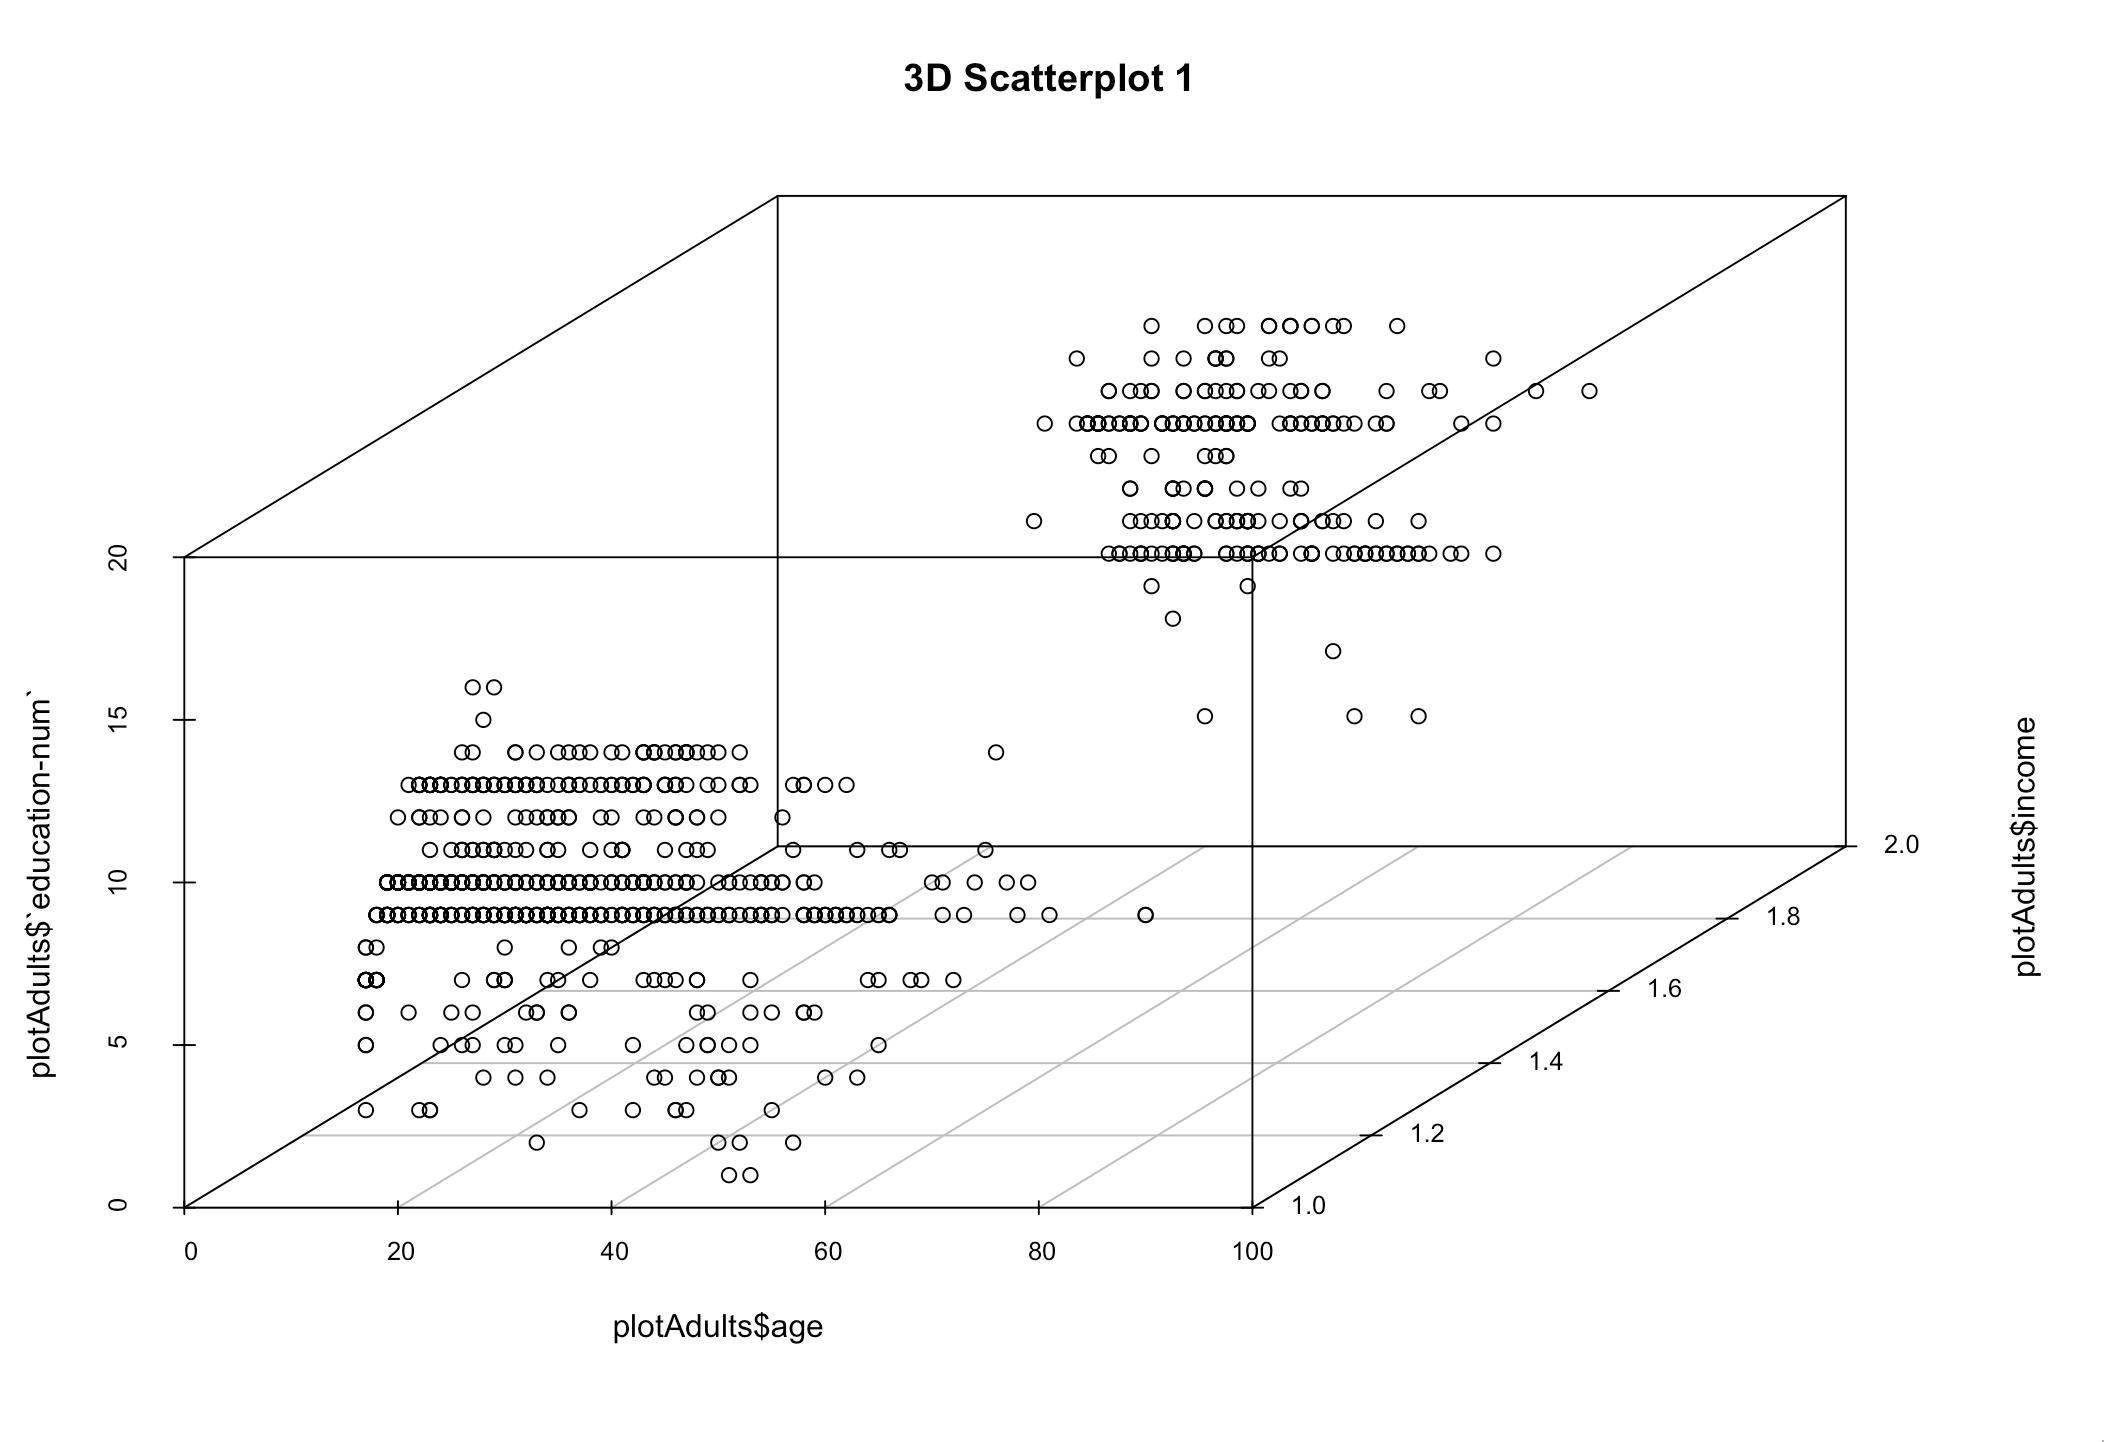 3D Scatterplot 1
20
15
10
5
0
plotAdults$`education-num`
0 20 40 60 80 100
plotAdults$age
2.0
1.8
1.6
1.4
1.2
1.0
plotAdults$income